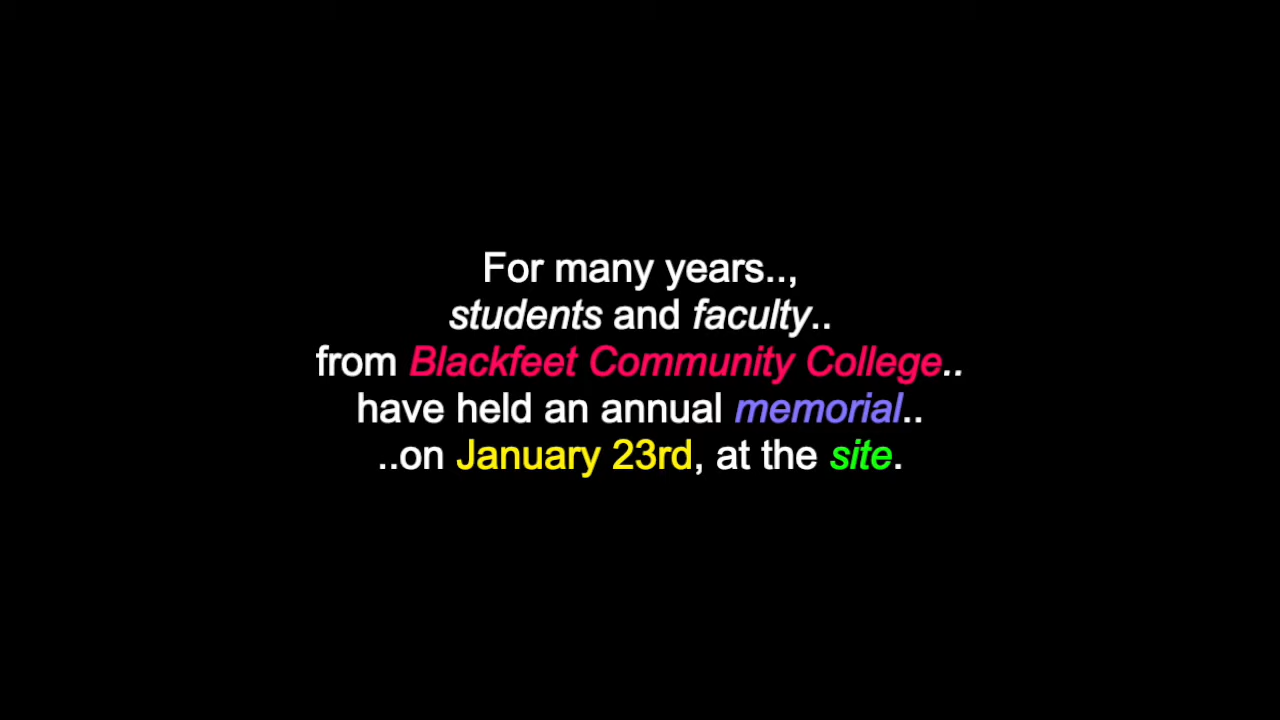 For many years..,
students and faculty..
from Blackfeet Community College..
have held an annual memorial..
..on January 23rd, at the site.